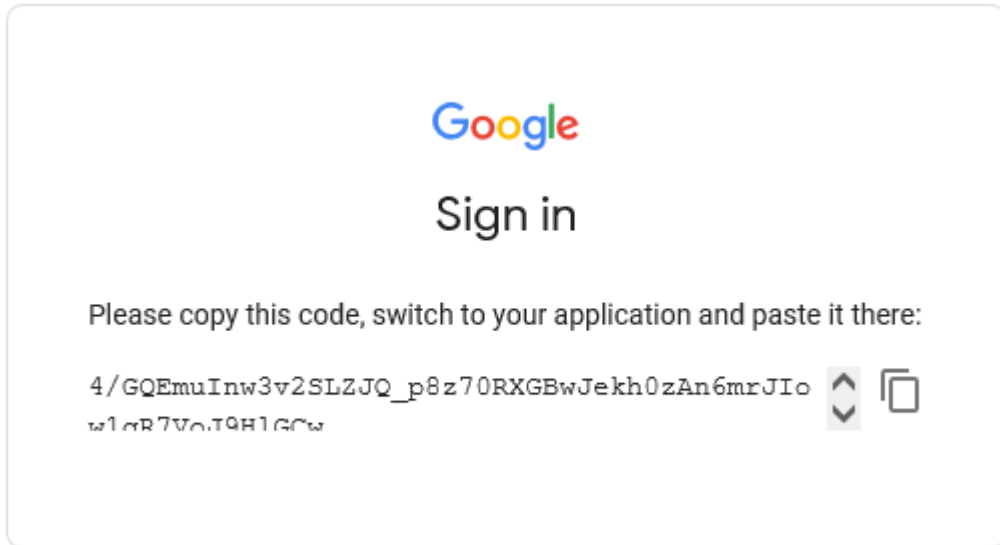 Google
Sign in
Please copy this code, switch to your application and paste it there:
4/GQEmuInw3v2SLZJQ_p8z70RXGBwJekh0zAn6mrJIo